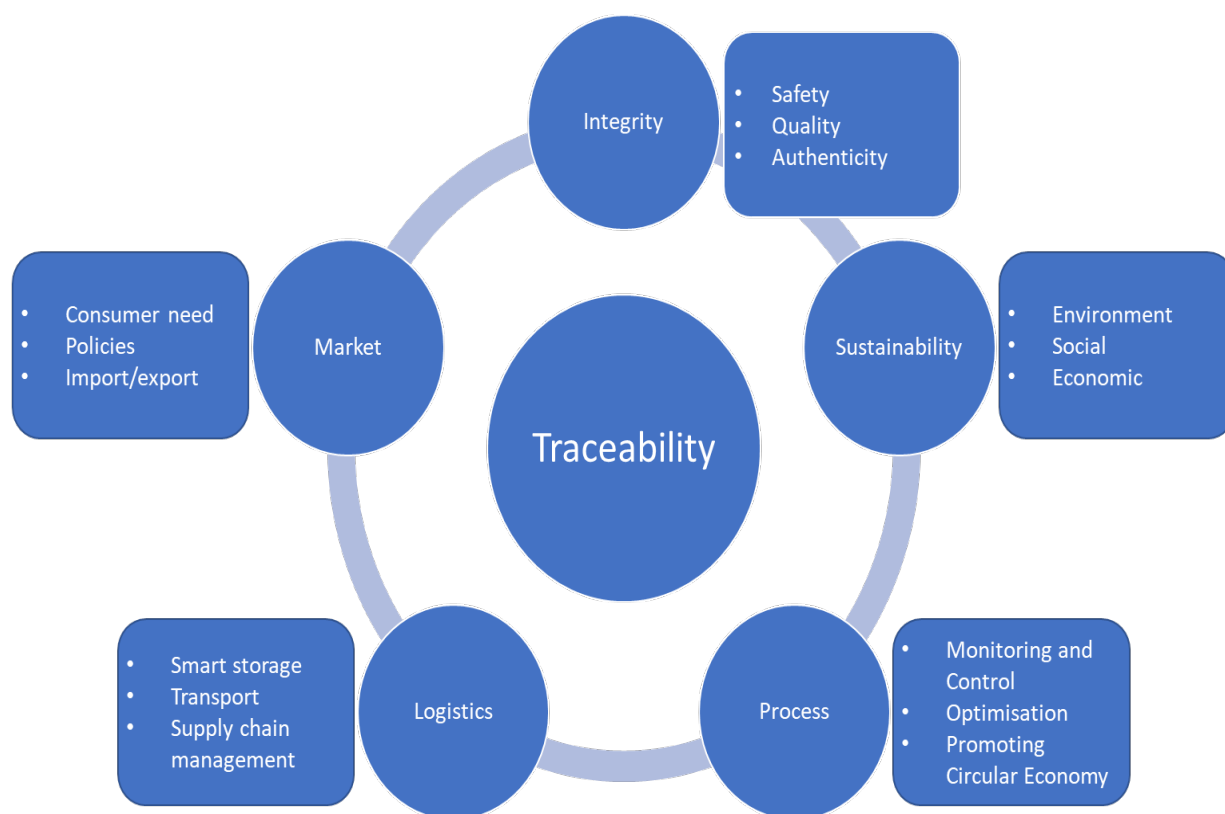 Integrity
• Safety
• Quality
• Authenticity
• Consumer need
• Policies
• Import/export
Market
Sustainability
• Environment
• Social
• Economic
Traceability
• Smart storage
• Transport
• Supply chain
management
Logistics
Process
• Monitoring and
Control
• Optimisation
• Promoting
Circular Economy